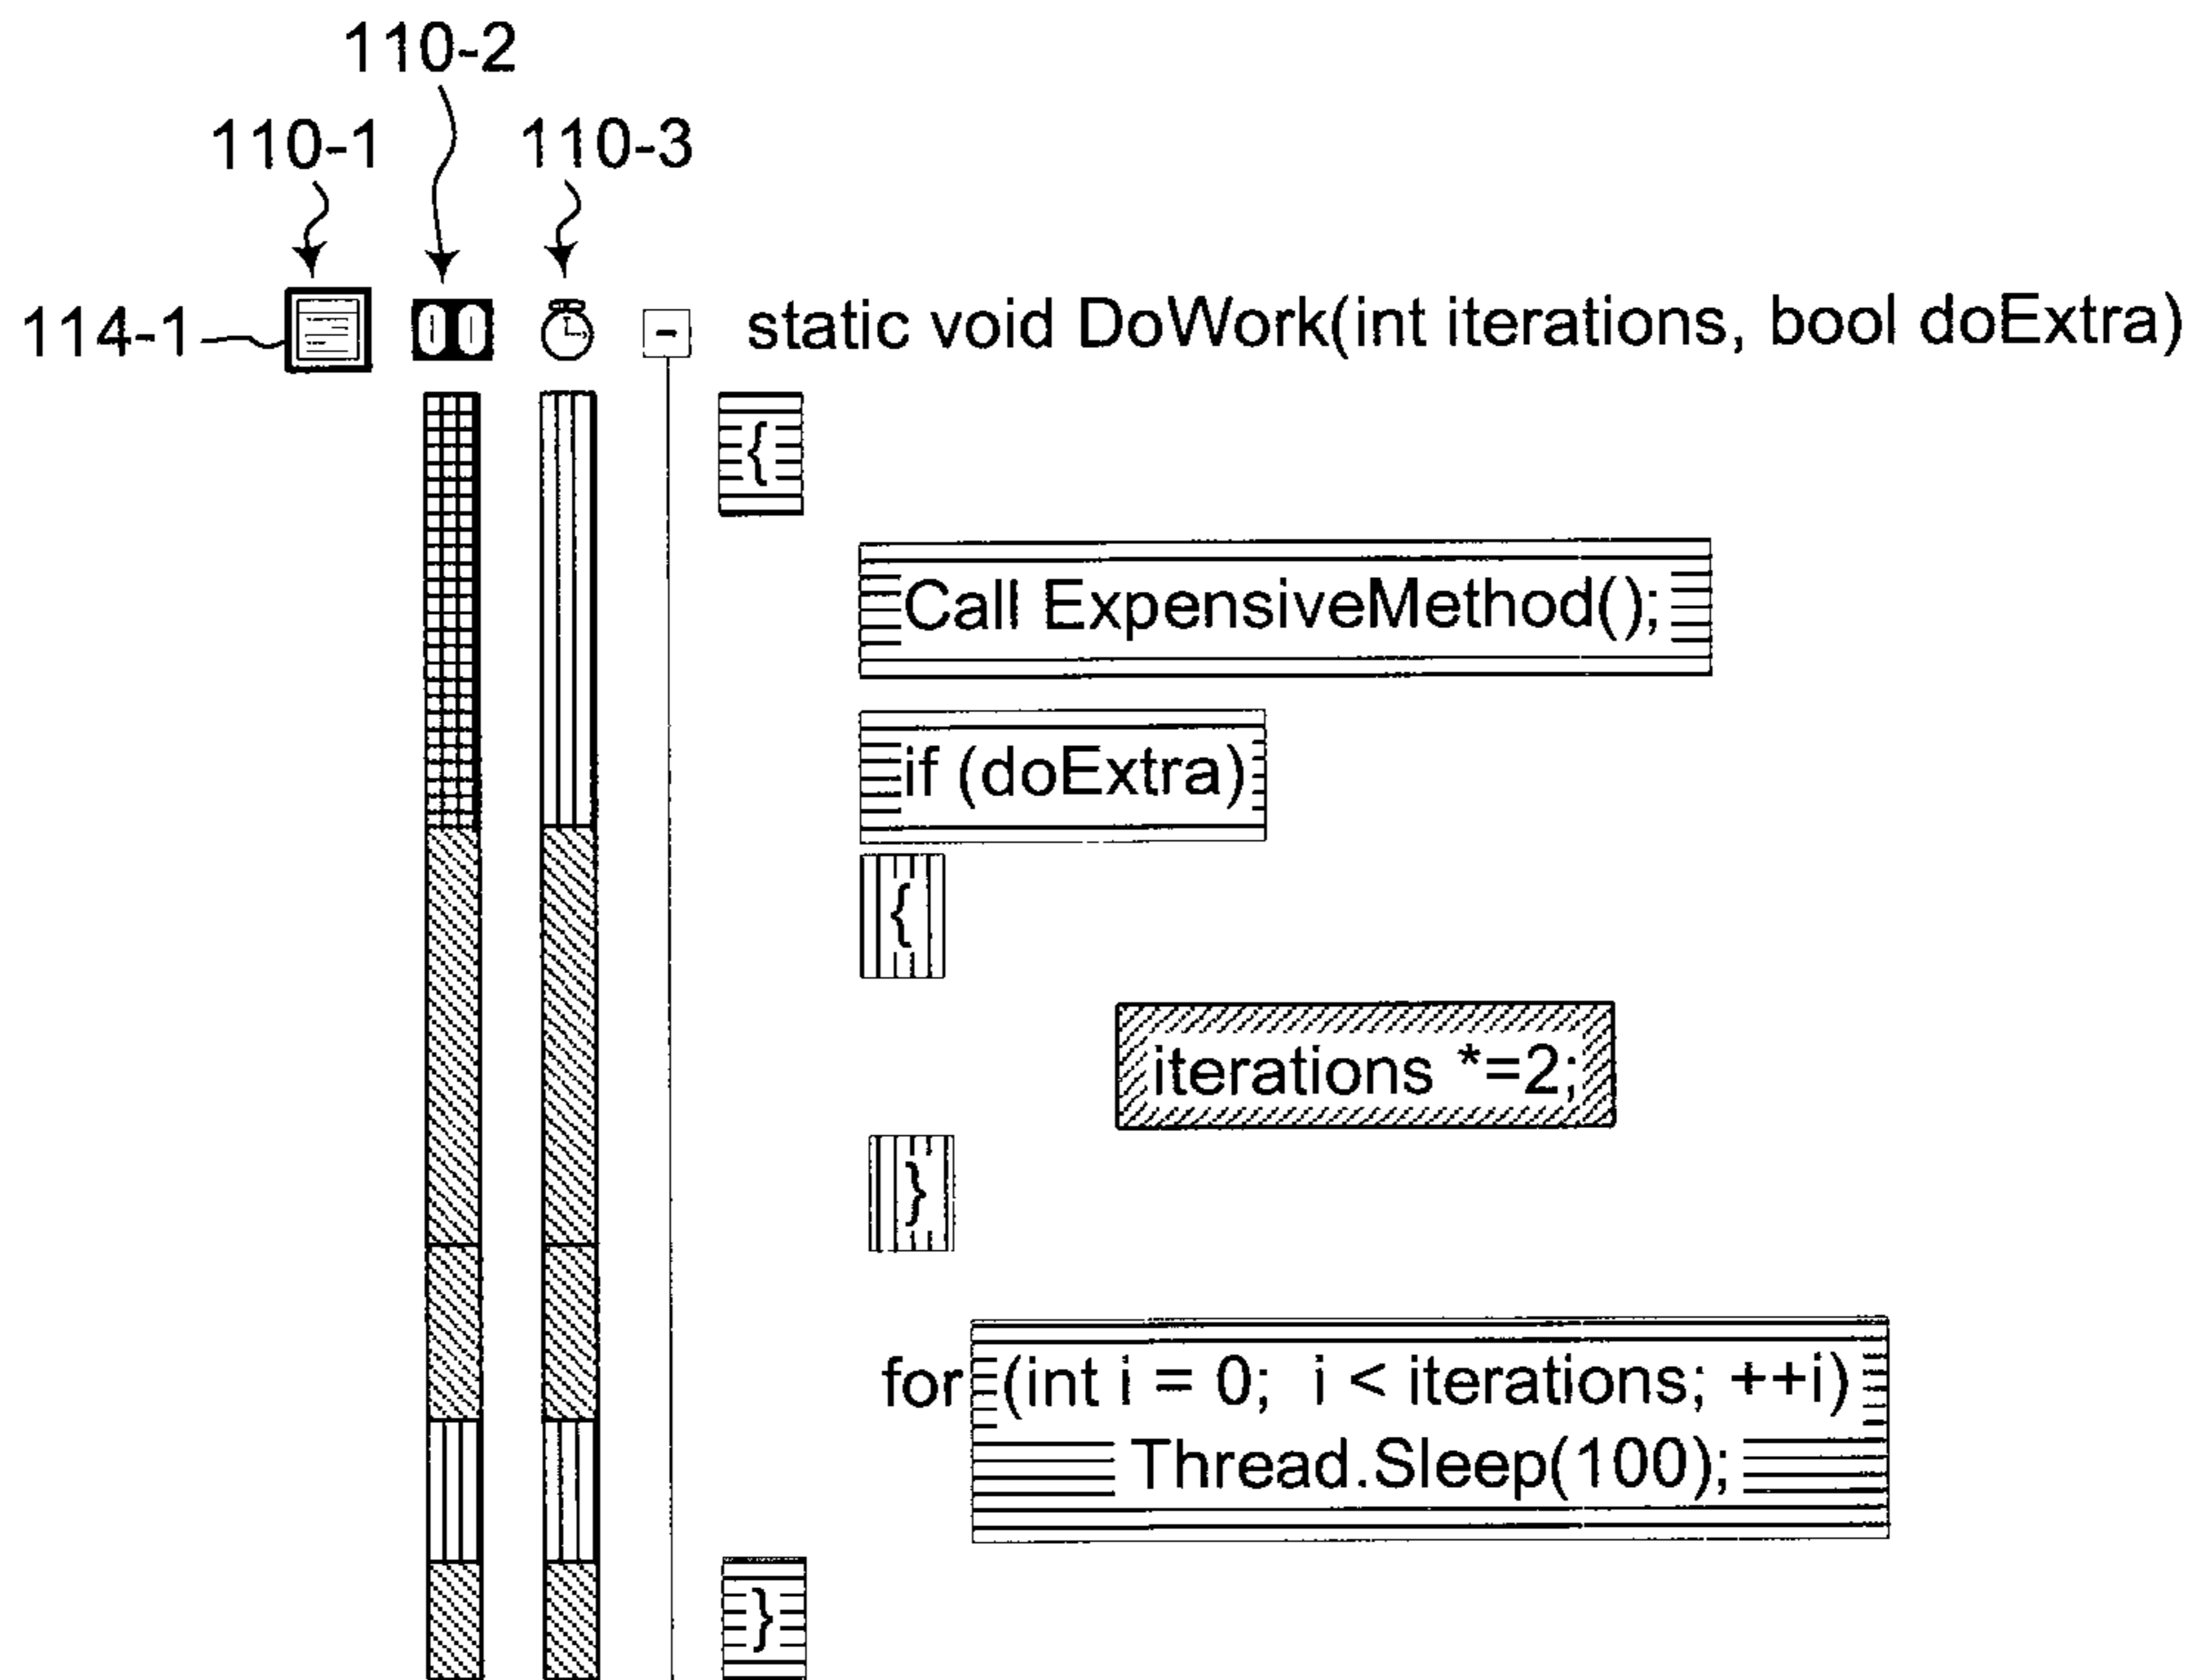 110-2
110-1 110-3
114-1 00 - static void DoWork(int iterations, bool doExtra)
{
Call ExpensiveMethod();
if (doExtra)
{
iterations *=2;
}
for (int i = 0; i < iterations; ++i)
Thread.Sleep(100);
}